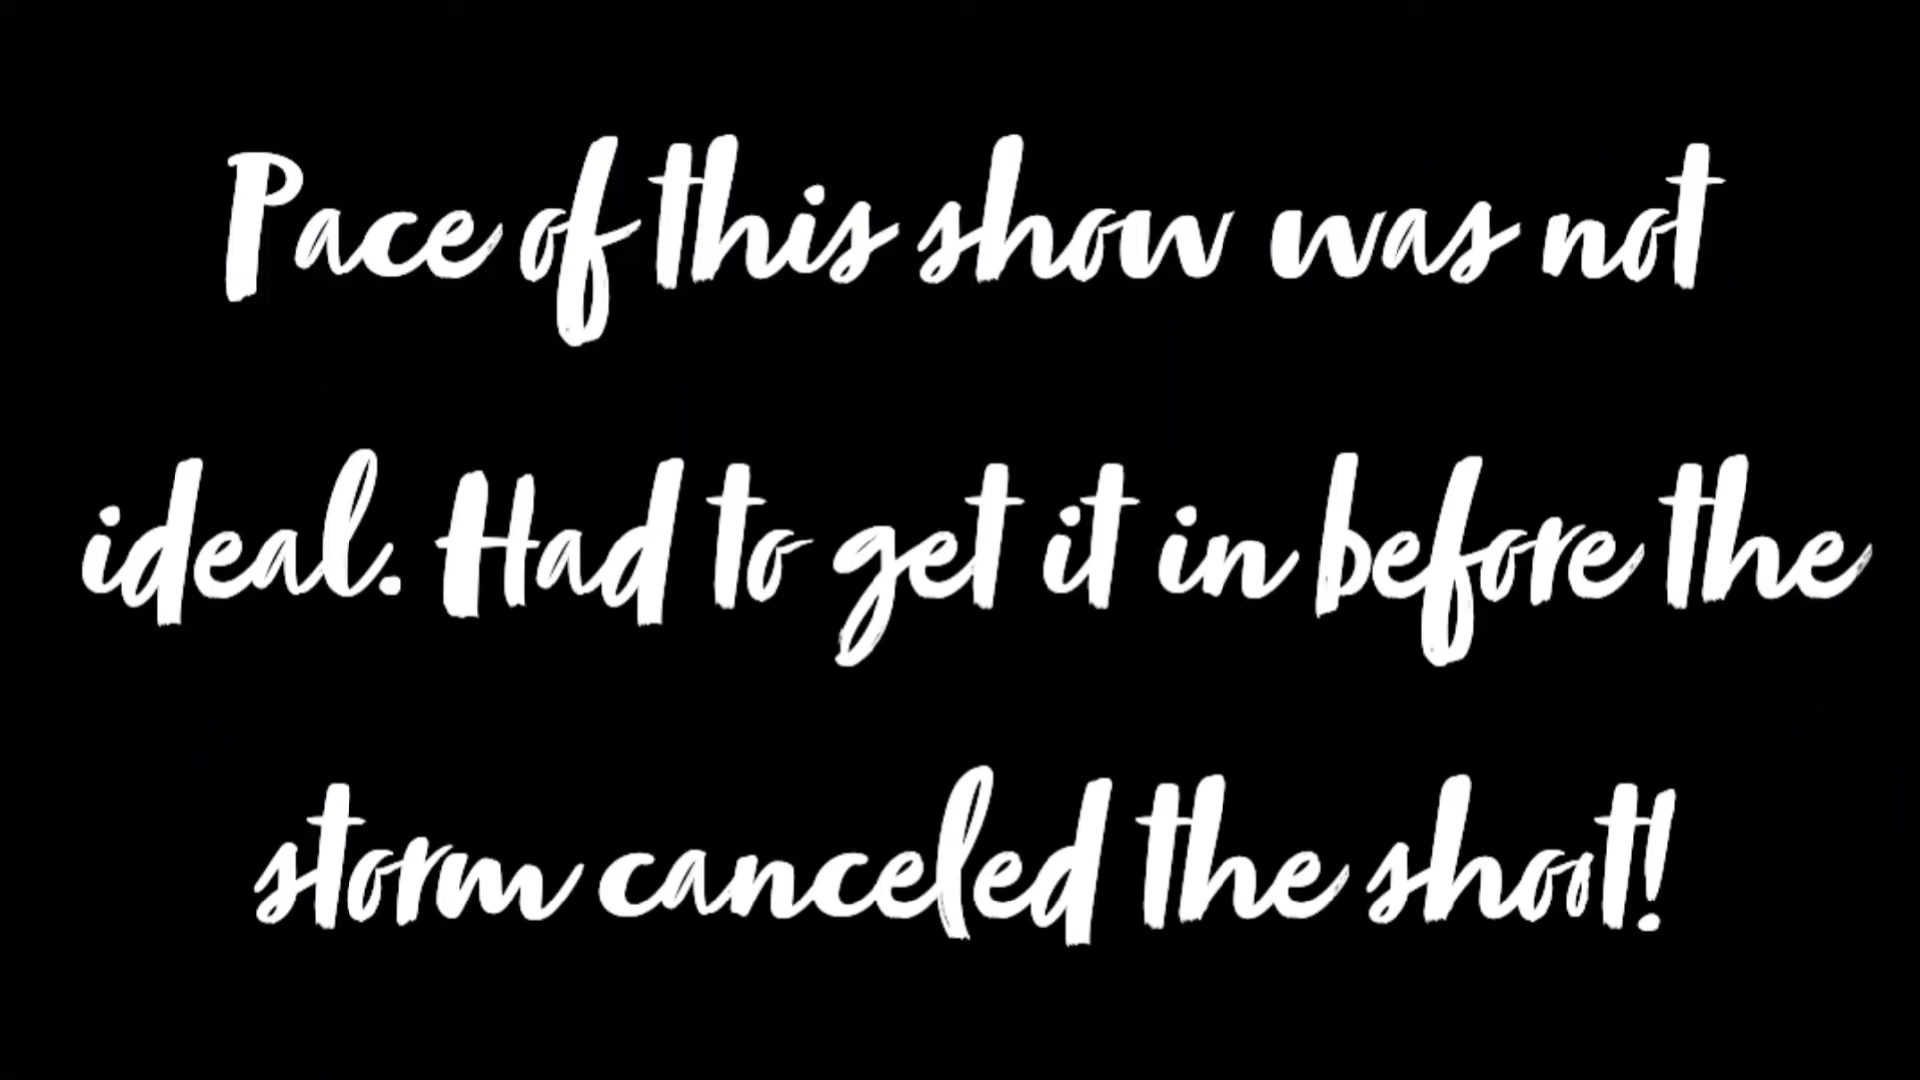 Pace of this show was not
ideal. Had to get it in before the
storm canceled the shoot!